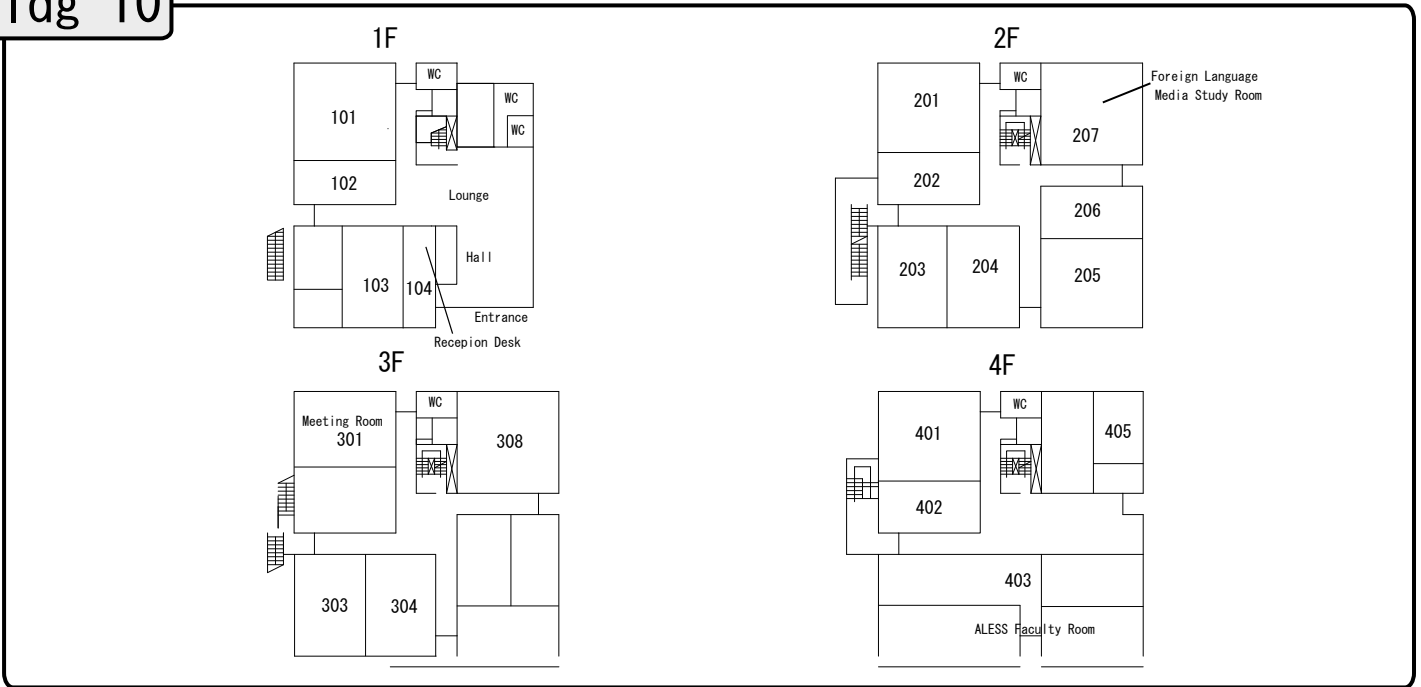 ldg 10
1F
WC
WC
101
WC
102
Lounge
Hall
103
104
Entrance
Recepion Desk
2F
WC
Foreign Language
Media Study Room
201
207
202
206
203
204
205
3F
WC
Meeting Room
301
308
303
304
4F
WC
401
405
402
403
ALESS Faculty Room